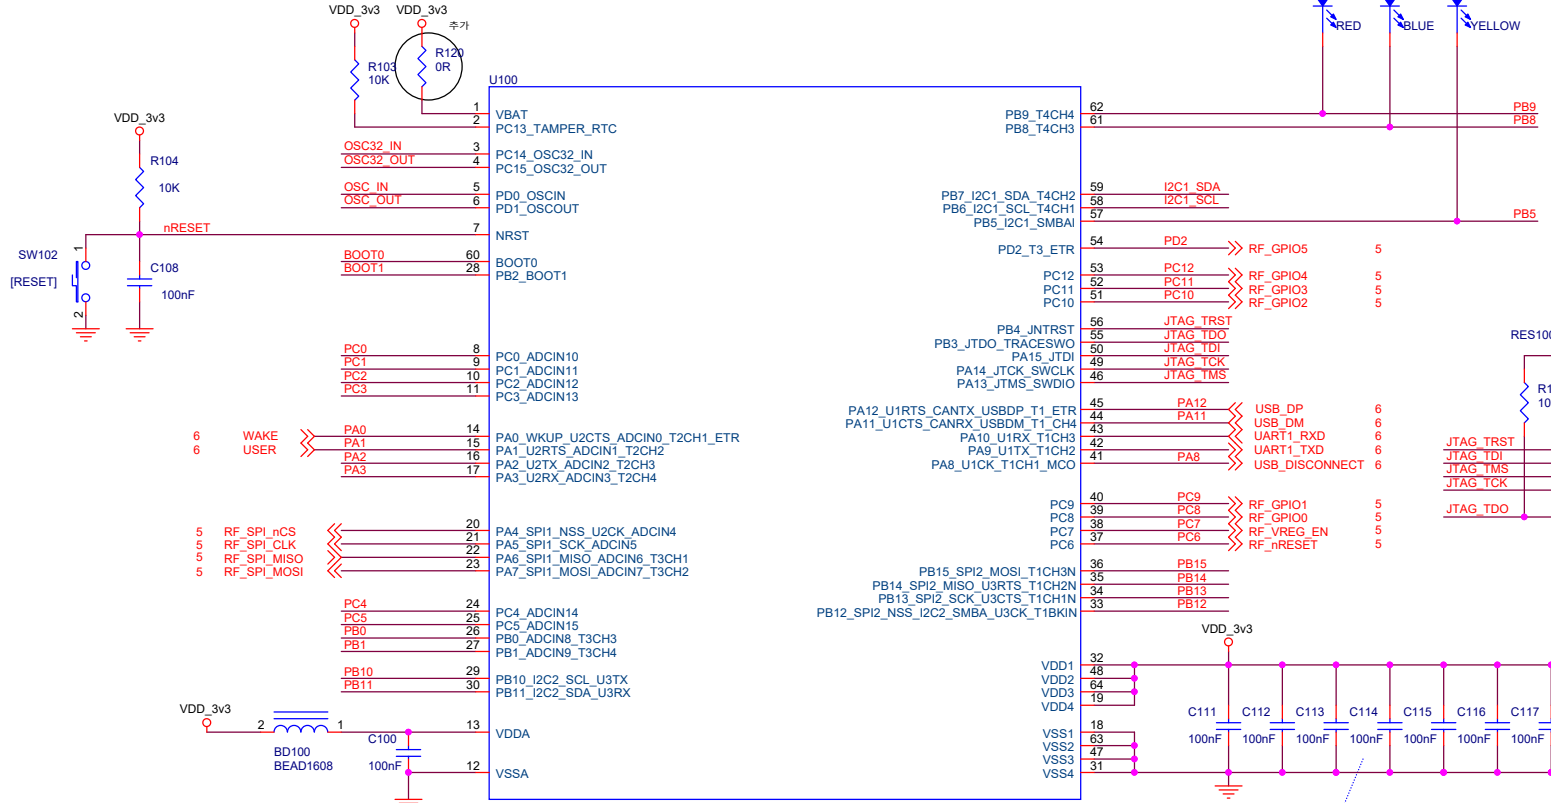 VDD_3v3
VDD_3v3
추가
R103
10K
R120
0R
VDD_3v3
R104
10K
nRESET
SW102
[RESET]
1
2
C108
100nF
U100
OSC32_IN
3
PC14_OSC32_IN
OSC32_OUT
4
PC15_OSC32_OUT
1
VBAT
2
PC13_TAMPER_RTC
OSC_IN
5
PD0_OSCIN
OSC_OUT
6
PD1_OSCOUT
7
NRST
BOOT0
60
BOOT0
BOOT1
28
PB2_BOOT1
PC0
8
PC0_ADCIN10
PC1
9
PC1_ADCIN11
PC2
10
PC2_ADCIN12
PC3
11
PC3_ADCIN13
6 WAKE
PA0
14
PA0_WKUP_U2CTS_ADCIN0_T2CH1_ETR
6 USER
PA1
15
PA1_U2RTS_ADCIN1_T2CH2
PA2
16
PA2_U2TX_ADCIN2_T2CH3
PA3
17
PA3_U2RX_ADCIN3_T2CH4
5 RF_SPI_nCS
20
PA4_SPI1_NSS_U2CK_ADCIN4
5 RF_SPI_CLK
21
PA5_SPI1_SCK_ADCIN5
5 RF_SPI_MISO
22
PA6_SPI1_MISO_ADCIN6_T3CH1
5 RF_SPI_MOSI
23
PA7_SPI1_MOSI_ADCIN7_T3CH2
PC4
24
PC4_ADCIN14
PC5
25
PC5_ADCIN15
PB0
26
PB0_ADCIN8_T3CH3
PB1
27
PB1_ADCIN9_T3CH4
PB10
29
PB10_I2C2_SCL_U3TX
PB11
30
PB11_I2C2_SDA_U3RX
VDD_3v3
2
1
BD100
BEAD1608
C100
100nF
13
VDDA
12
VSSA
RED
BLUE
YELLOW
PB9_T4CH4
62
PB9
PB8_T4CH3
61
PB8
PB7_I2C1_SDA_T4CH2
59
I2C1_SDA
PB6_I2C1_SCL_T4CH1
58
I2C1_SCL
PB5_I2C1_SMBAI
57
PB5
PD2_T3_ETR
54
PD2
RF_GPIO5 5
PC12
53
PC12
RF_GPIO4 5
PC11
52
PC11
RF_GPIO3 5
PC10
51
PC10
RF_GPIO2 5
PB4_JNTRST
56
JTAG_TRST
PB3_JTDO_TRACESWO
55
JTAG_TDO
PA15_JTDI
50
JTAG_TDI
PA14_JTCK_SWCLK
49
JTAG_TCK
PA13_JTMS_SWDIO
46
JTAG_TMS
PA12_U1RTS_CANTX_USBDP_T1_ETR
45
PA12
USB_DP 6
PA11_U1CTS_CANRX_USBDM_T1_CH4
44
PA11
USB_DM 6
PA10_U1RX_T1CH3
43
UART1_RXD 6
PA9_U1TX_T1CH2
42
UART1_TXD 6
PA8_U1CK_T1CH1_MCO
41
PA8
USB_DISCONNECT 6
PC9
40
PC9
RF_GPIO1 5
PC8
39
PC8
RF_GPIO0 5
PC7
38
PC7
RF_VREG_EN 5
PC6
37
PC6
RF_nRESET 5
PB15_SPI2_MOSI_T1CH3N
36
PB15
PB14_SPI2_MISO_U3RTS_T1CH2N
35
PB14
PB13_SPI2_SCK_U3CTS_T1CH1N
34
PB13
PB12_SPI2_NSS_I2C2_SMBA_U3CK_T1BKIN
33
PB12
VDD_3v3
VDD1
32
VDD2
48
VDD3
64
VDD4
19
VSS1
18
VSS2
63
VSS3
47
VSS4
31
C111
100nF
C112
100nF
C113
100nF
C114
100nF
C115
100nF
C116
100nF
C117
100nF
RES100
R1
10
JTAG_TRST
JTAG_TDI
JTAG_TMS
JTAG_TCK
JTAG_TDO